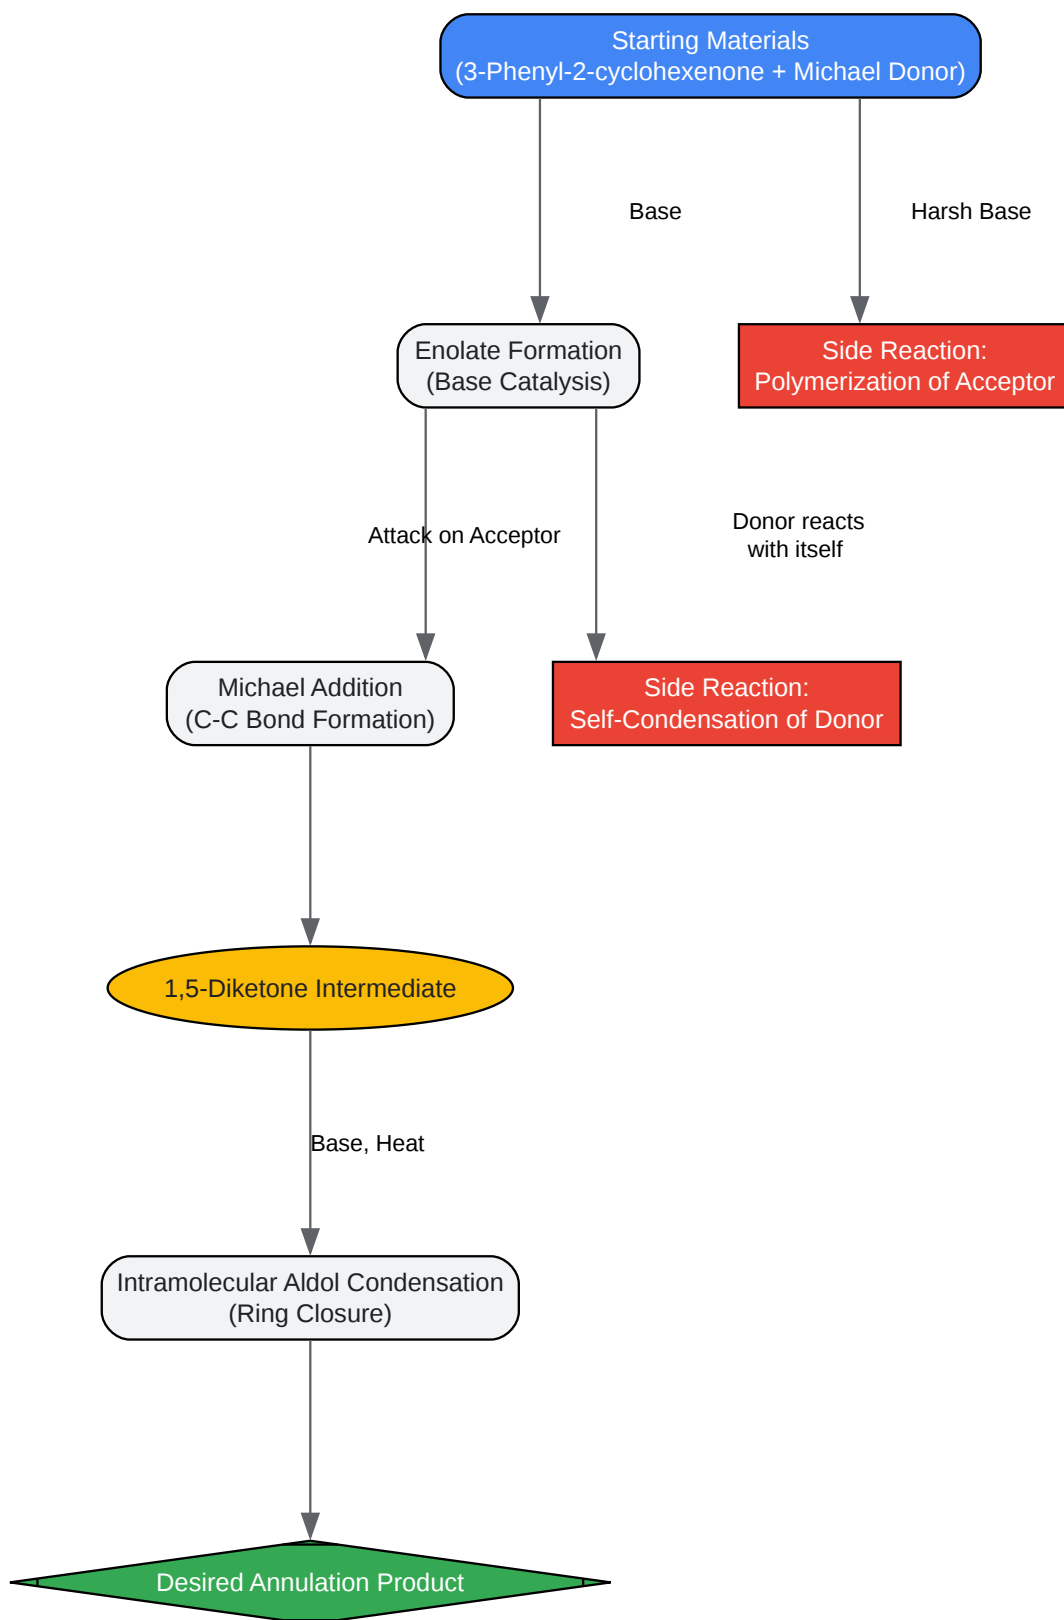 Starting Materials
(3-Phenyl-2-cyclohexenone + Michael Donor)
Base
Harsh Base
Enolate Formation
(Base Catalysis)
Side Reaction:
Polymerization of Acceptor
Attack on Acceptor
Donor reacts
with itself
Michael Addition
(C-C Bond Formation)
Side Reaction:
Self-Condensation of Donor
1,5-Diketone Intermediate
Base, Heat
Intramolecular Aldol Condensation
(Ring Closure)
Desired Annulation Product